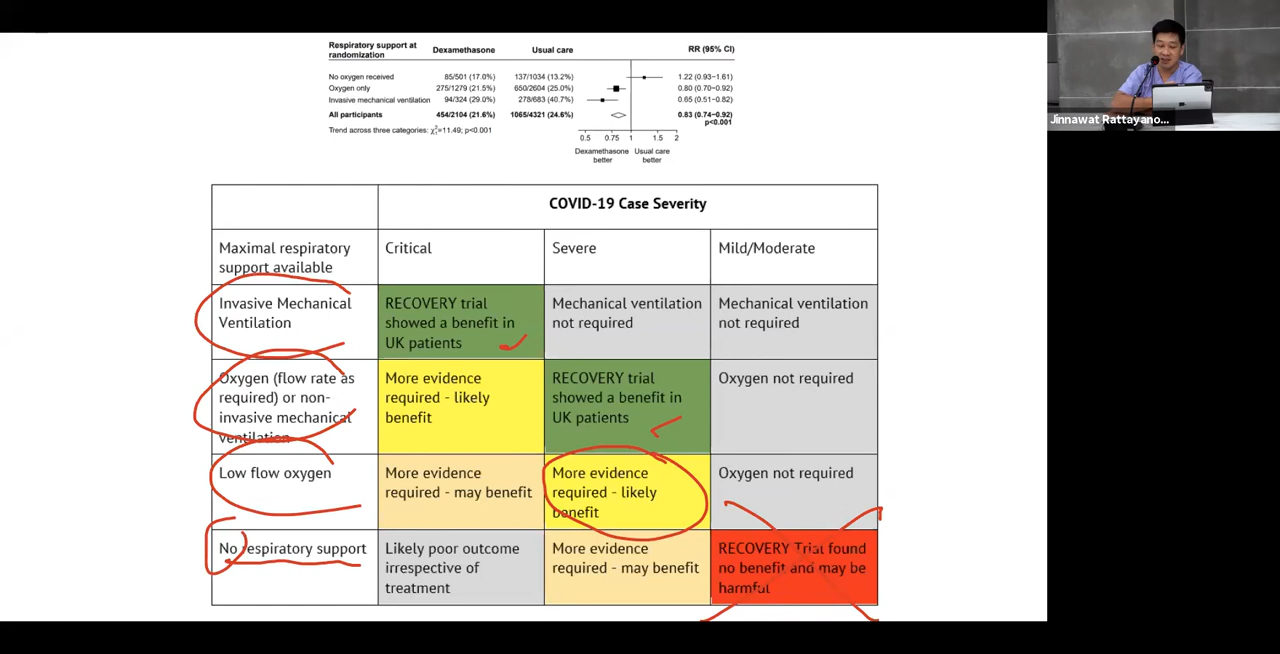 Respiratory support at randomization Dexamethasone Usual care RR (95% CI)
No oxygen received 85/501 (17.0%) 137/1034 (13.2%) 1.22 (0.93–1.61)
Oxygen only 275/1279 (21.5%) 650/2604 (25.0%) 0.80 (0.70–0.92)
Invasive mechanical ventilation 94/324 (29.0%) 278/683 (40.7%) 0.65 (0.51–0.82)
All participants 454/2104 (21.6%) 1065/4321 (24.6%) 0.83 (0.74–0.92)
p<0.001
Trend across three categories: χ²₁=11.49; p<0.001
0.5 0.75 1 1.5 2
Dexamethasone better Usual care better
Jinnawat Rattayano...
COVID-19 Case Severity
Maximal respiratory support available
Critical
Severe
Mild/Moderate
Invasive Mechanical Ventilation
RECOVERY trial showed a benefit in UK patients
Mechanical ventilation not required
Mechanical ventilation not required
Oxygen (flow rate as required) or non-invasive mechanical ventilation
More evidence required - likely benefit
RECOVERY trial showed a benefit in UK patients
Oxygen not required
Low flow oxygen
More evidence required - may benefit
More evidence required - likely benefit
Oxygen not required
No respiratory support
Likely poor outcome irrespective of treatment
More evidence required - may benefit
RECOVERY Trial found no benefit and may be harmful